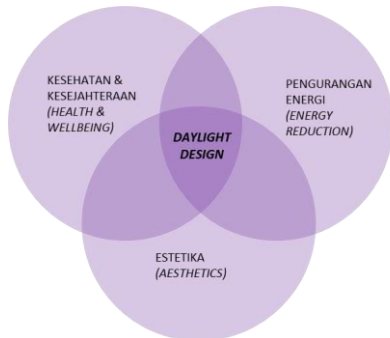 KESEHATAN &
KESEJAHTERAAN
(HEALTH &
WELLBEING)
PENGURANGAN
ENERGI
(ENERGY
REDUCTION)
DAYLIGHT
DESIGN
ESTETIKA
(AESTHETICS)